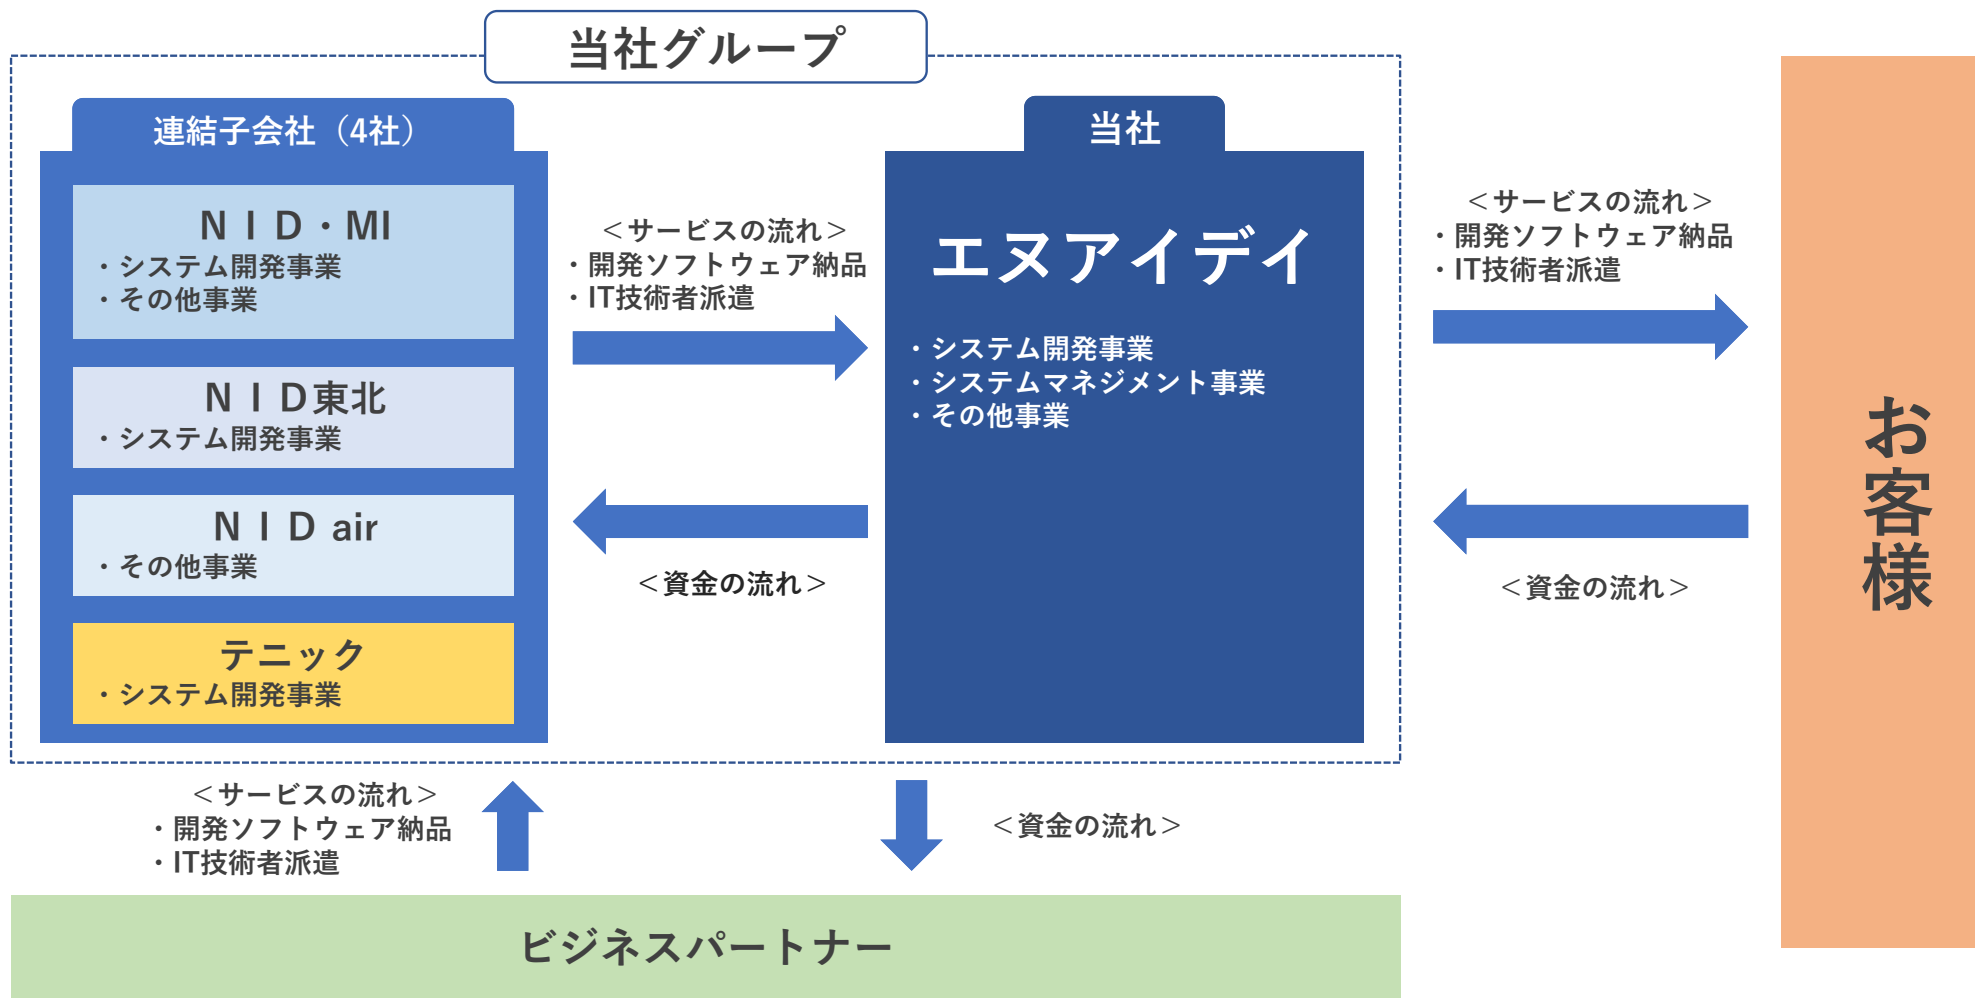 当社グループ
連結子会社（4社）
ＮＩＤ・MI
・システム開発事業
・その他事業
ＮＩＤ東北
・システム開発事業
ＮＩＤ air
・その他事業
テニック
・システム開発事業
＜サービスの流れ＞
・開発ソフトウェア納品
・IT技術者派遣
＜資金の流れ＞
当社
エヌアイデイ
・システム開発事業
・システムマネジメント事業
・その他事業
＜サービスの流れ＞
・開発ソフトウェア納品
・IT技術者派遣
＜資金の流れ＞
お客様
＜サービスの流れ＞
・開発ソフトウェア納品
・IT技術者派遣
＜資金の流れ＞
ビジネスパートナー